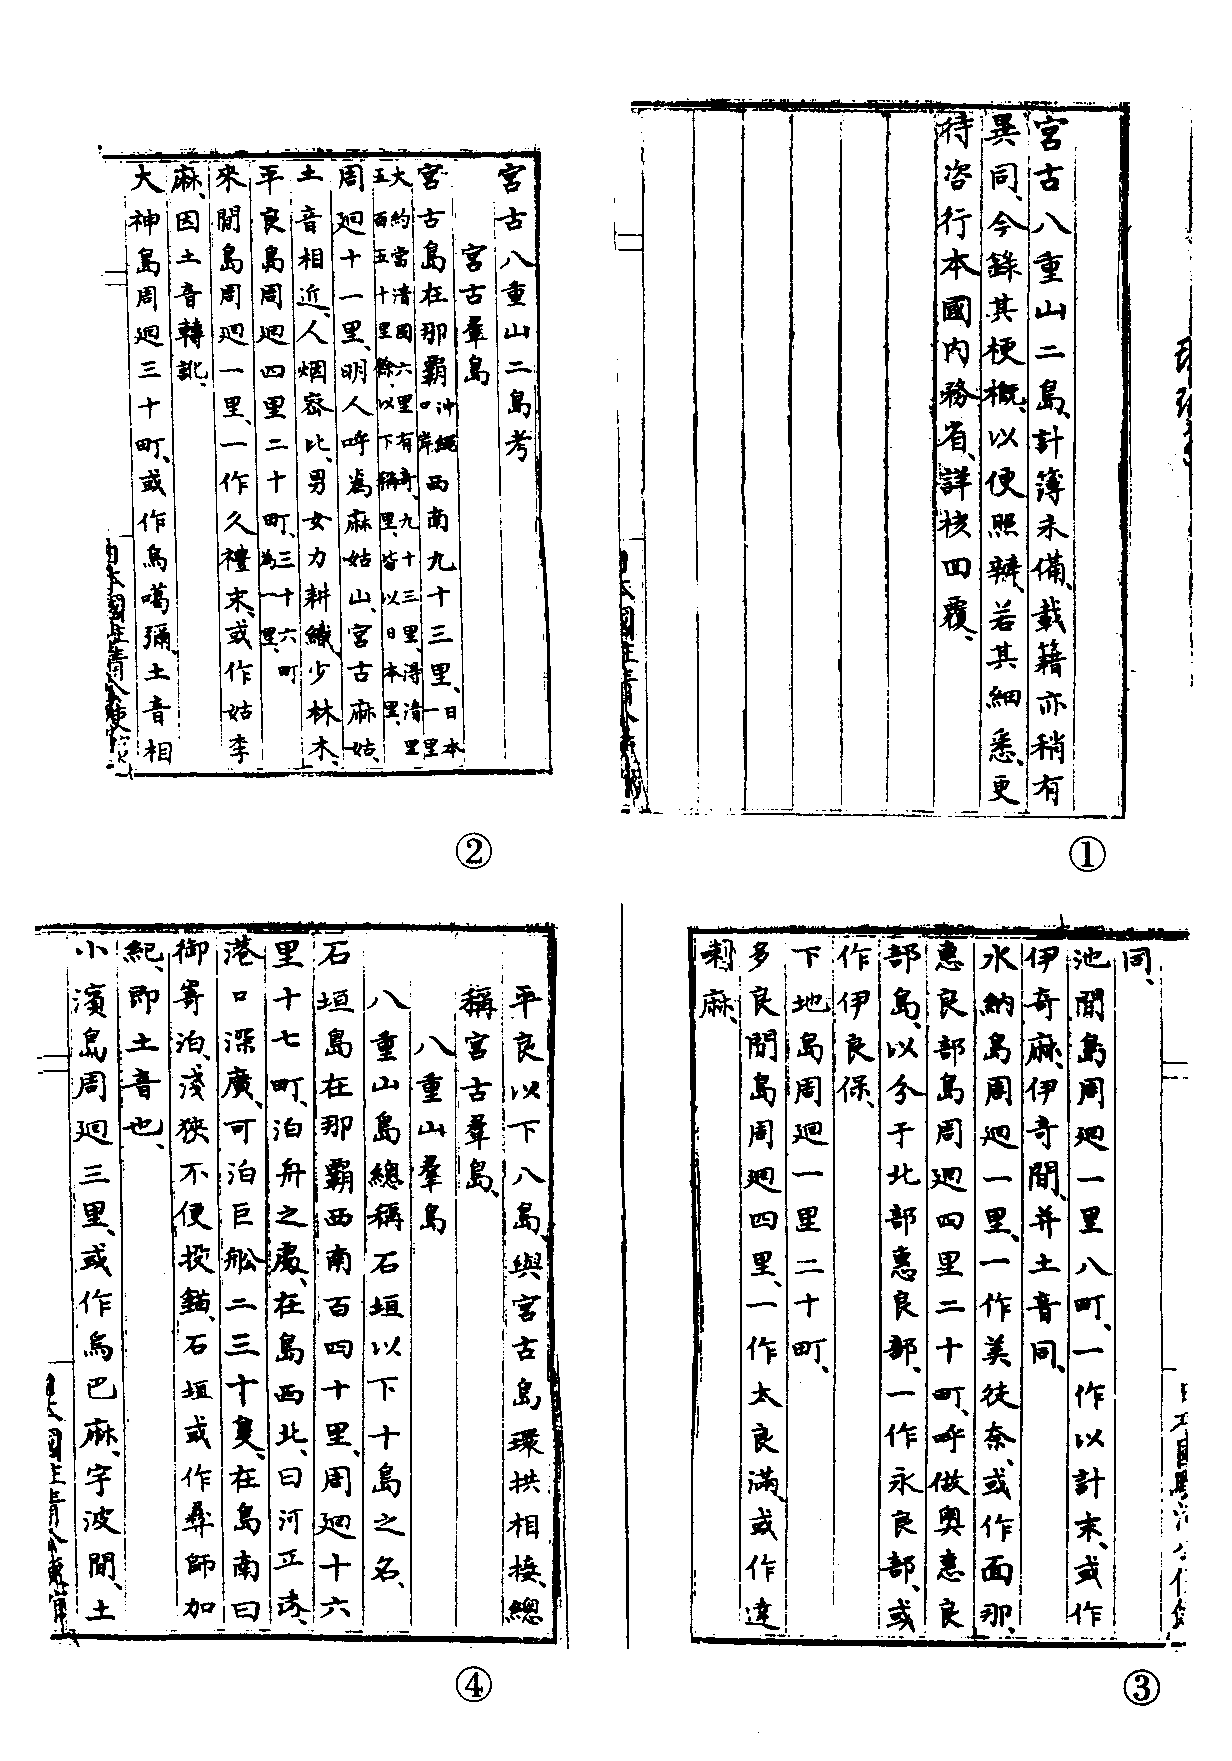 宮古八重山二島、計簿未備、載籍亦稍有
異同、今錄其梗概、以便照辨、若其細悉、更
待咨行本國內務省、詳核回覆、
①
宮古八重山二島考
宮古羣島
宮古島在那霸口岸沖繩西南九十三里、日本一里
大約當清國六里有奇、九十三里、得清里
五百五十里餘、以下稱里、皆以日本里、
周廻十一里、明人呼爲麻姑山、宮古麻姑、
土音相近、人烟密比、男女力耕織少林木、
平良島周廻四里二十町、三十六町爲一里、
來間島周廻一里、一作久禮末、或作姑李
麻、因土音轉訛、
大神島周廻三十町、或作烏噶彌、土音相
②
同、
池間島周廻一里八町、一作以計末、或作
伊奇麻、伊奇間、并土音同、
水納島周廻一里、一作美徒奈、或作面那、
惠良部島周廻四里二十町、呼做奧惠良
部島、以分于北部惠良部、一作永良部、或
作伊良保、
下地島周廻一里二十町、
多良間島周廻四里、一作太良滿、或作達
喇麻、
③
平良以下八島、與宮古島環拱相接、總
稱宮古羣島、
八重山羣島
八重山島總稱石垣以下十島之名、
石垣島在那霸西南百四十里、周廻十六
里十七町、泊舟之處、在島西北、曰河平湊、
港口深廣、可泊巨舩二三十隻、在島南曰
御嵜泊、淺狹不便投錨、石垣或作彝師加
紀、即土音也、
小濱島周廻三里、或作烏巴麻、宇波間、土
④